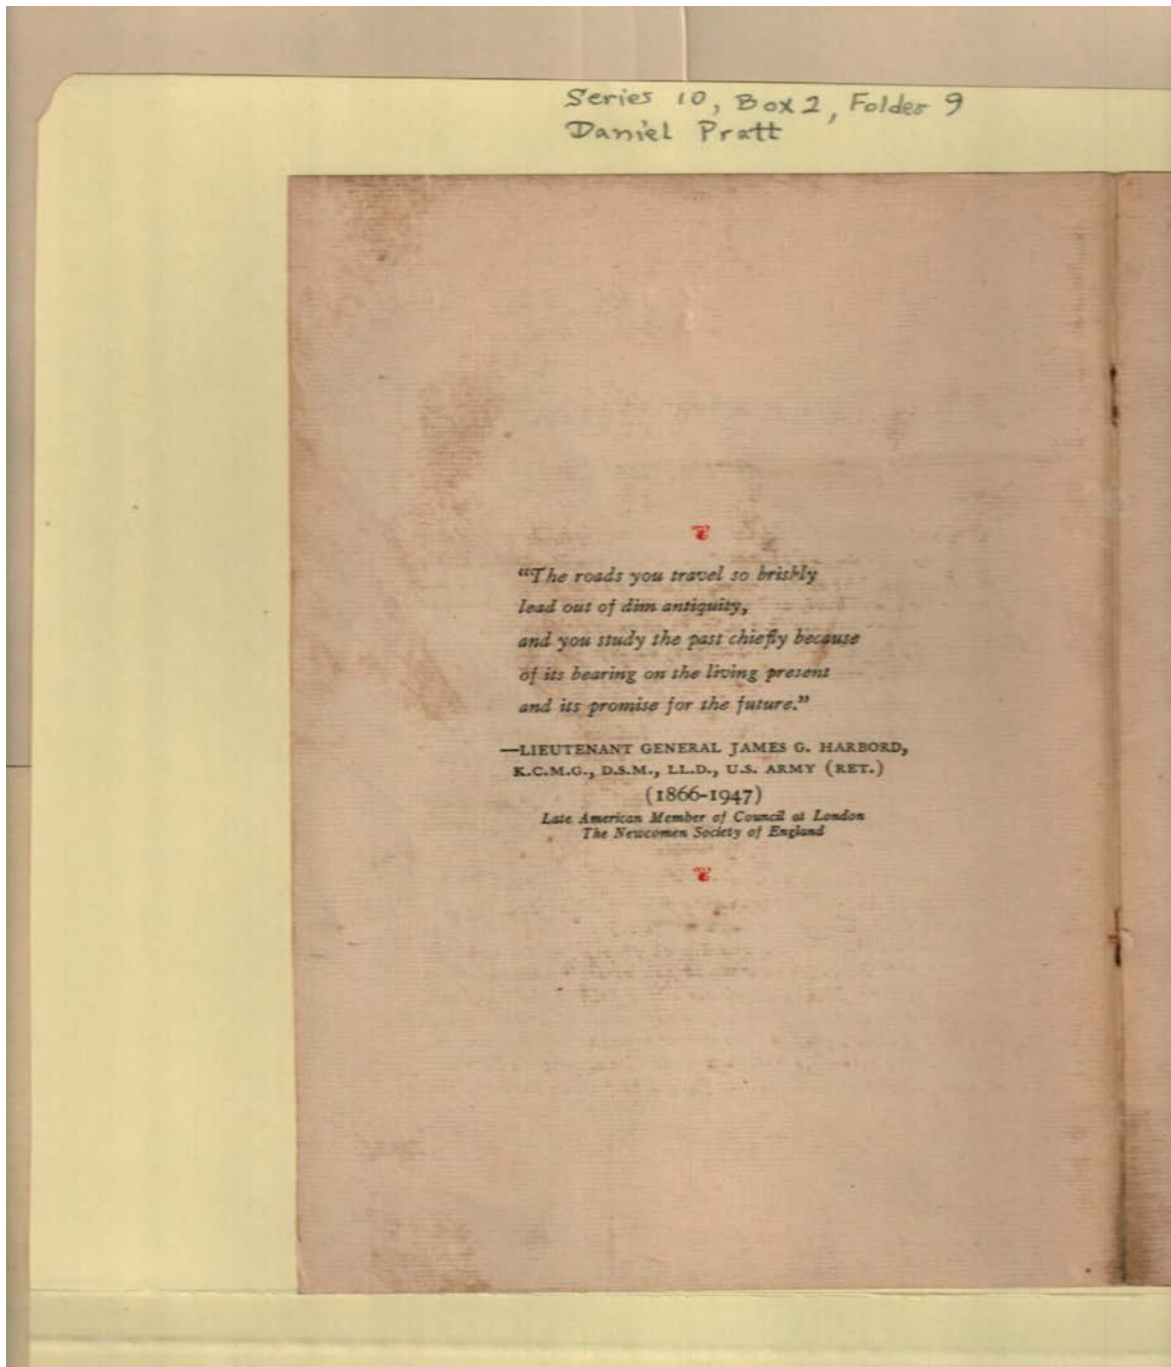 Series 10, Box 2, Folder 9
Daniel Pratt
"The roads you travel so briskly
lead out of dim antiquity,
and you study the past chiefly because
of its bearing on the living present
and its promise for the future."
—LIEUTENANT GENERAL JAMES G. HARBORD,
K.C.M.G., D.S.M., LL.D., U.S. ARMY (RET.)
(1866-1947)
Late American Member of Council at London
The Newcomen Society of England